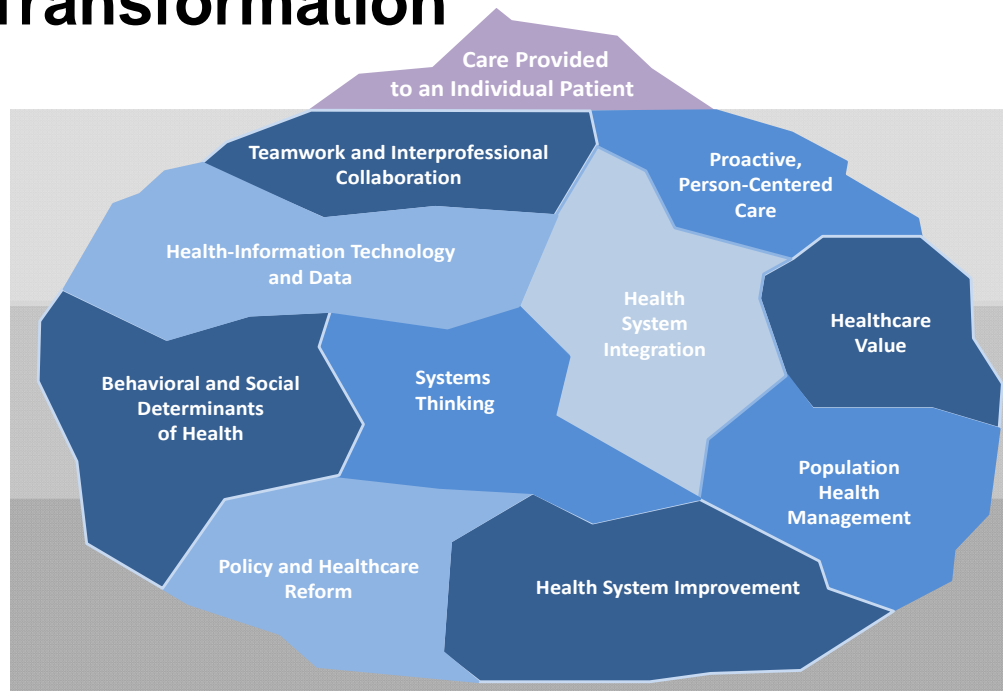 Transformation
Care Provided
to an Individual Patient
Teamwork and Interprofessional
Collaboration
Proactive,
Person-Centered
Care
Health-Information Technology
and Data
Health
System
Integration
Healthcare
Value
Behavioral and Social
Determinants
of Health
Systems
Thinking
Population
Health
Management
Policy and Healthcare
Reform
Health System Improvement